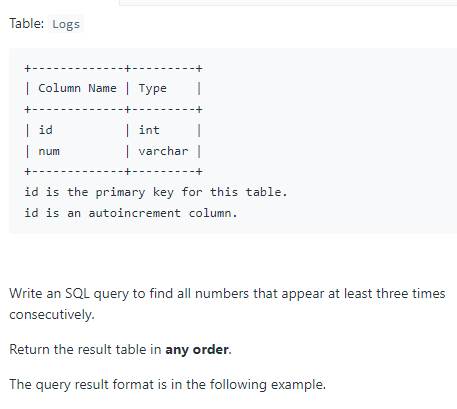 Table: Logs
+-------------+---------+
| Column Name | Type    |
+-------------+---------+
| id          | int     |
| num         | varchar |
+-------------+---------+
id is the primary key for this table.
id is an autoincrement column.
Write an SQL query to find all numbers that appear at least three times
consecutively.
Return the result table in any order.
The query result format is in the following example.